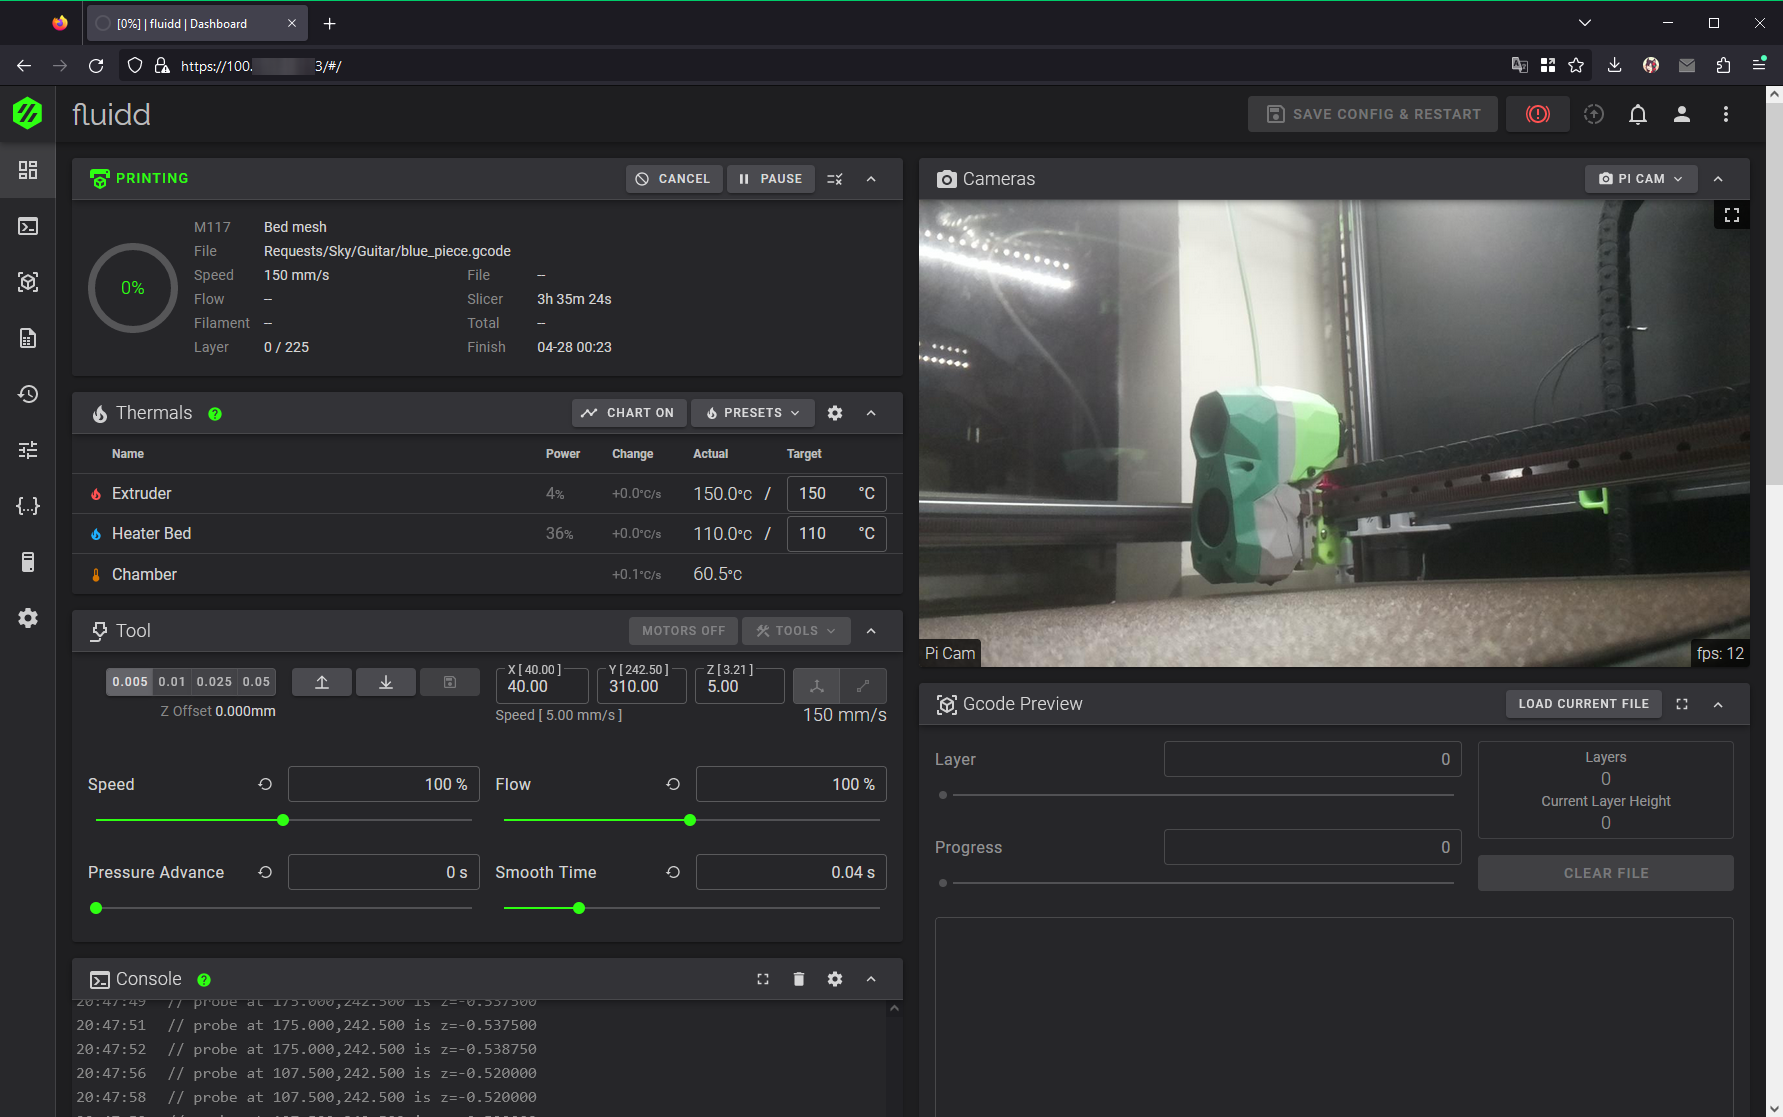 [0%] | fluidd | Dashboard
https://100. 3/#/
fluidd
SAVE CONFIG & RESTART
PRINTING
CANCEL
PAUSE
0%
M117 Bed mesh
File Requests/Sky/Guitar/blue_piece.gcode
Speed 150 mm/s File --
Flow -- Slicer 3h 35m 24s
Filament -- Total --
Layer 0 / 225 Finish 04-28 00:23
Thermals
CHART ON
PRESETS
Name Power Change Actual Target
Extruder 4% +0.0°C/s 150.0°C / 150 °C
Heater Bed 36% +0.0°C/s 110.0°C / 110 °C
Chamber +0.1°C/s 60.5°C
Tool
MOTORS OFF
TOOLS
0.005 0.01 0.025 0.05
Z Offset 0.000mm
X [ 40.00 ] Y [ 242.50 ] Z [ 3.21 ]
40.00 310.00 5.00
Speed [ 5.00 mm/s ] 150 mm/s
Speed 100 % Flow 100 %
Pressure Advance 0 s Smooth Time 0.04 s
Console
20:47:49 // probe at 175.000,242.500 is z=-0.537500
20:47:51 // probe at 175.000,242.500 is z=-0.537500
20:47:52 // probe at 175.000,242.500 is z=-0.538750
20:47:56 // probe at 107.500,242.500 is z=-0.520000
20:47:58 // probe at 107.500,242.500 is z=-0.520000
Cameras
PI CAM
Pi Cam
fps: 12
Gcode Preview
LOAD CURRENT FILE
Layer 0
Layers
0
Current Layer Height
0
Progress 0
CLEAR FILE